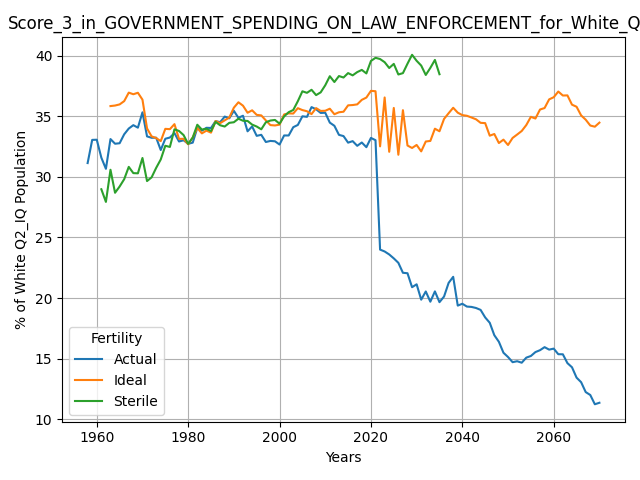 Score_3_in_GOVERNMENT_SPENDING_ON_LAW_ENFORCEMENT_for_White_Q
40
35
30
25
20
15
10
% of White Q2_IQ Population
Fertility
Actual
Ideal
Sterile
1960
1980
2000
2020
2040
2060
Years